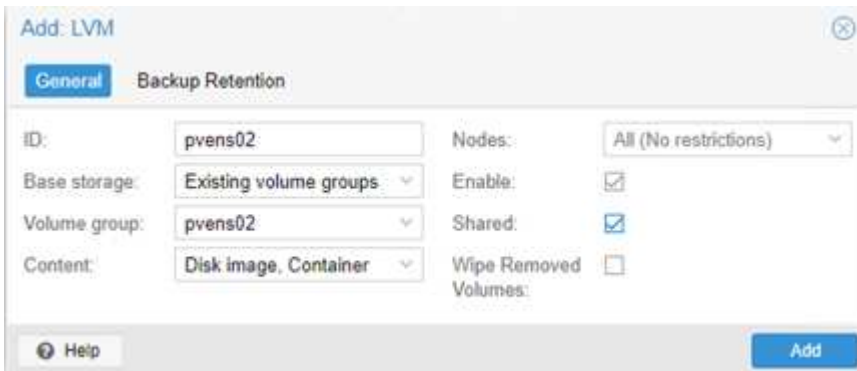 Add: LVM
General Backup Retention
ID: pvens02 Nodes: All (No restrictions)
Base storage: Existing volume groups Enable:
Volume group: pvens02 Shared:
Content: Disk image, Container Wipe Removed
Volumes:
Help Add